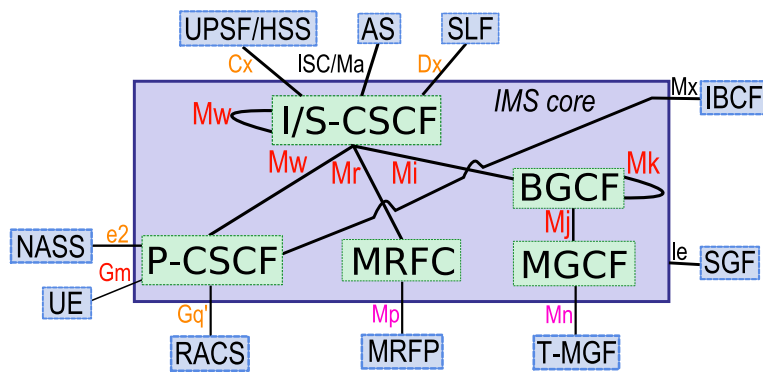 UPSF/HSS
AS
SLF
Cx
ISC/Ma
Dx
IMS core
Mx
IBCF
Mw
I/S-CSCF
Mw
Mr
Mi
Mk
BGCF
Mj
e2
NASS
P-CSCF
MRFC
MGCF
Ie
SGF
Gm
UE
Gq'
Mp
Mn
RACS
MRFP
T-MGF